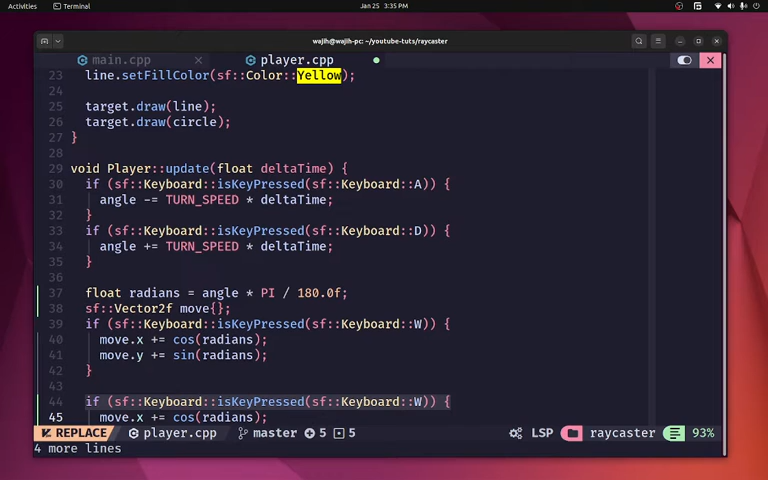 Activities Terminal Jan 25 3:35 PM
wajih@wajih-pc: ~/youtube-tuts/raycaster
main.cpp player.cpp
23 line.setFillColor(sf::Color::Yellow);
24
25 target.draw(line);
26 target.draw(circle);
27 }
28
29 void Player::update(float deltaTime) {
30 if (sf::Keyboard::isKeyPressed(sf::Keyboard::A)) {
31 angle -= TURN_SPEED * deltaTime;
32 }
33 if (sf::Keyboard::isKeyPressed(sf::Keyboard::D)) {
34 angle += TURN_SPEED * deltaTime;
35 }
36
37 float radians = angle * PI / 180.0f;
38 sf::Vector2f move{};
39 if (sf::Keyboard::isKeyPressed(sf::Keyboard::W)) {
40 move.x += cos(radians);
41 move.y += sin(radians);
42 }
43
44 if (sf::Keyboard::isKeyPressed(sf::Keyboard::W)) {
45 move.x += cos(radians);
REPLACE player.cpp master 5 5 LSP raycaster 93%
4 more lines